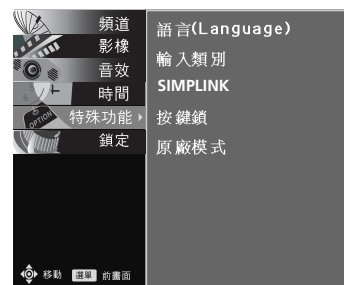 頻道
影像
音效
時間
特殊功能
鎖定
語言(Language)
輸入類別
SIMPLINK
按鍵鎖
原廠模式
OPTION
移動 選單 前畫面